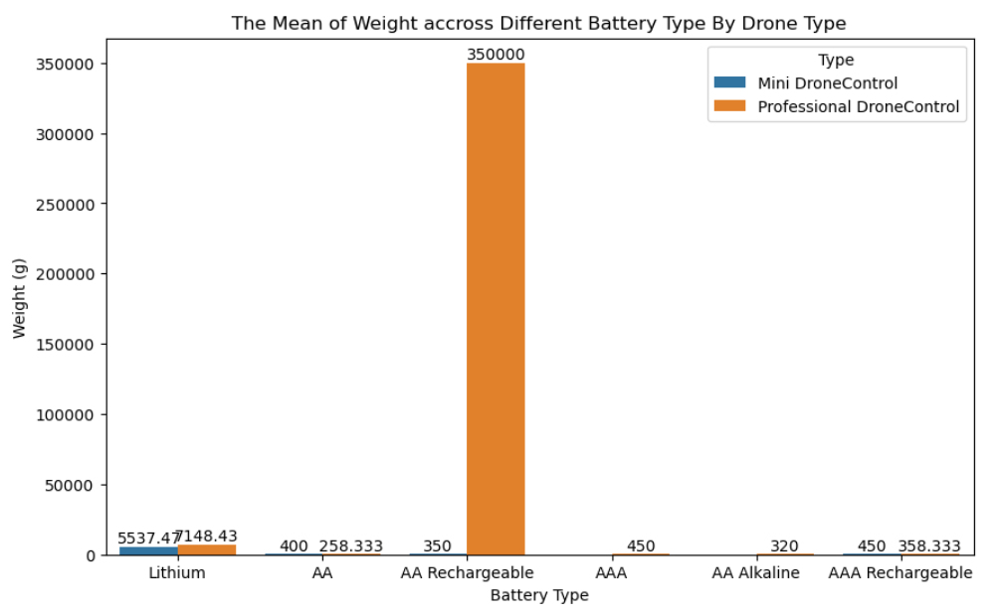 The Mean of Weight accross Different Battery Type By Drone Type
Type
Mini DroneControl
Professional DroneControl
Weight (g)
350000
300000
250000
200000
150000
100000
50000
0
5537.47
7148.43
400
258.333
350
350000
450
320
450
358.333
Lithium
AA
AA Rechargeable
AAA
AA Alkaline
AAA Rechargeable
Battery Type